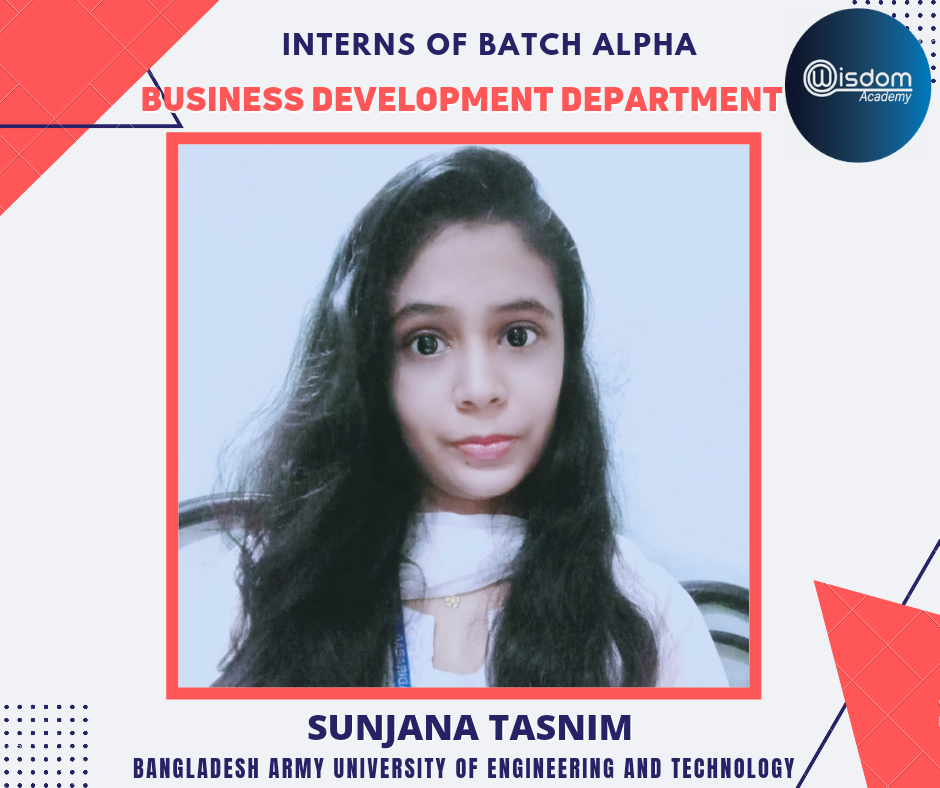 INTERNS OF BATCH ALPHA
BUSINESS DEVELOPMENT DEPARTMENT
@Wisdom
Academy
SUNJANA TASNIM
BANGLADESH ARMY UNIVERSITY OF ENGINEERING AND TECHNOLOGY